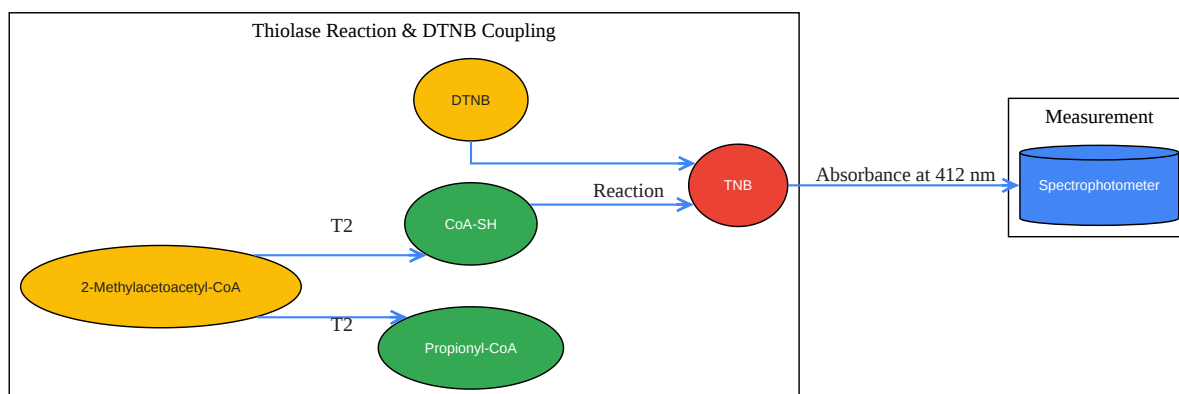 Thiolase Reaction & DTNB Coupling
DTNB
Measurement
TNB
Absorbance at 412 nm
Spectrophotometer
Reaction
T2
CoA-SH
2-Methylacetoacetyl-CoA
T2
Propionyl-CoA